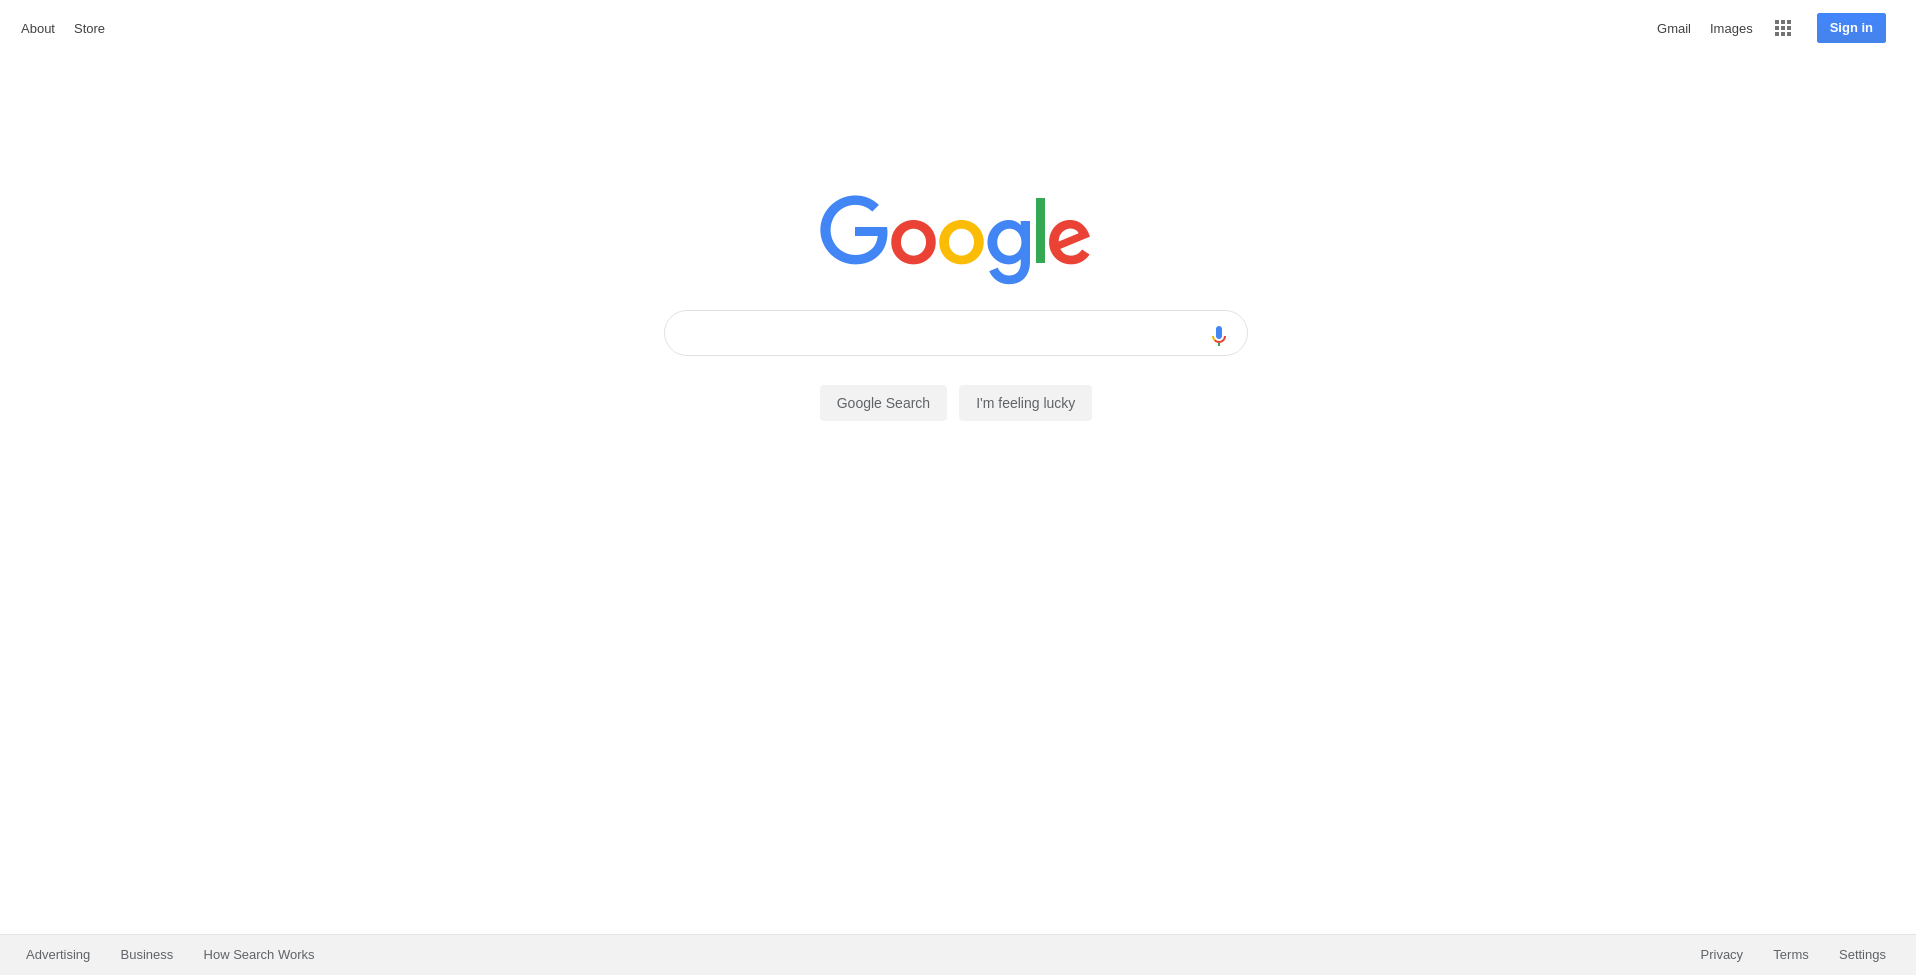 About Store Gmail Images Sign in
Google
Google Search I'm feeling lucky
Advertising Business How Search Works Privacy Terms Settings